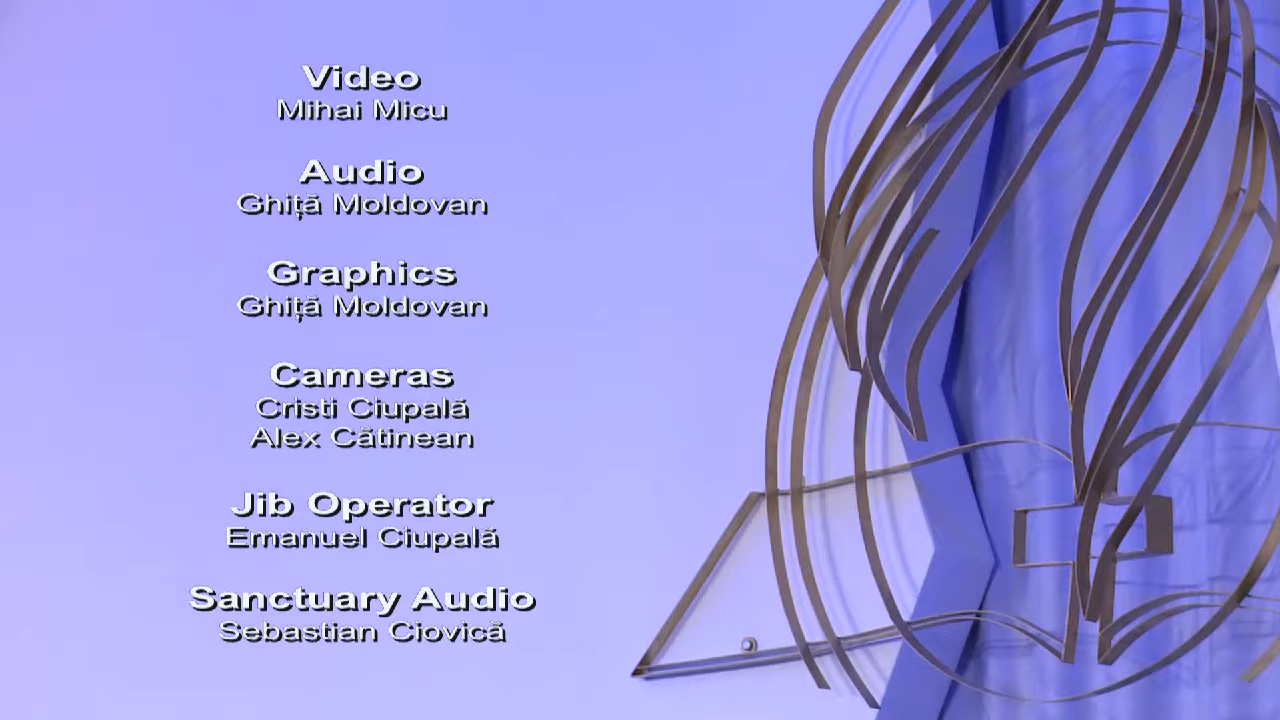 Video
Mihai Micu
Audio
Ghiță Moldovan
Graphics
Ghiță Moldovan
Cameras
Cristi Ciupală
Alex Cătinean
Jib Operator
Emanuel Ciupală
Sanctuary Audio
Sebastian Ciovică